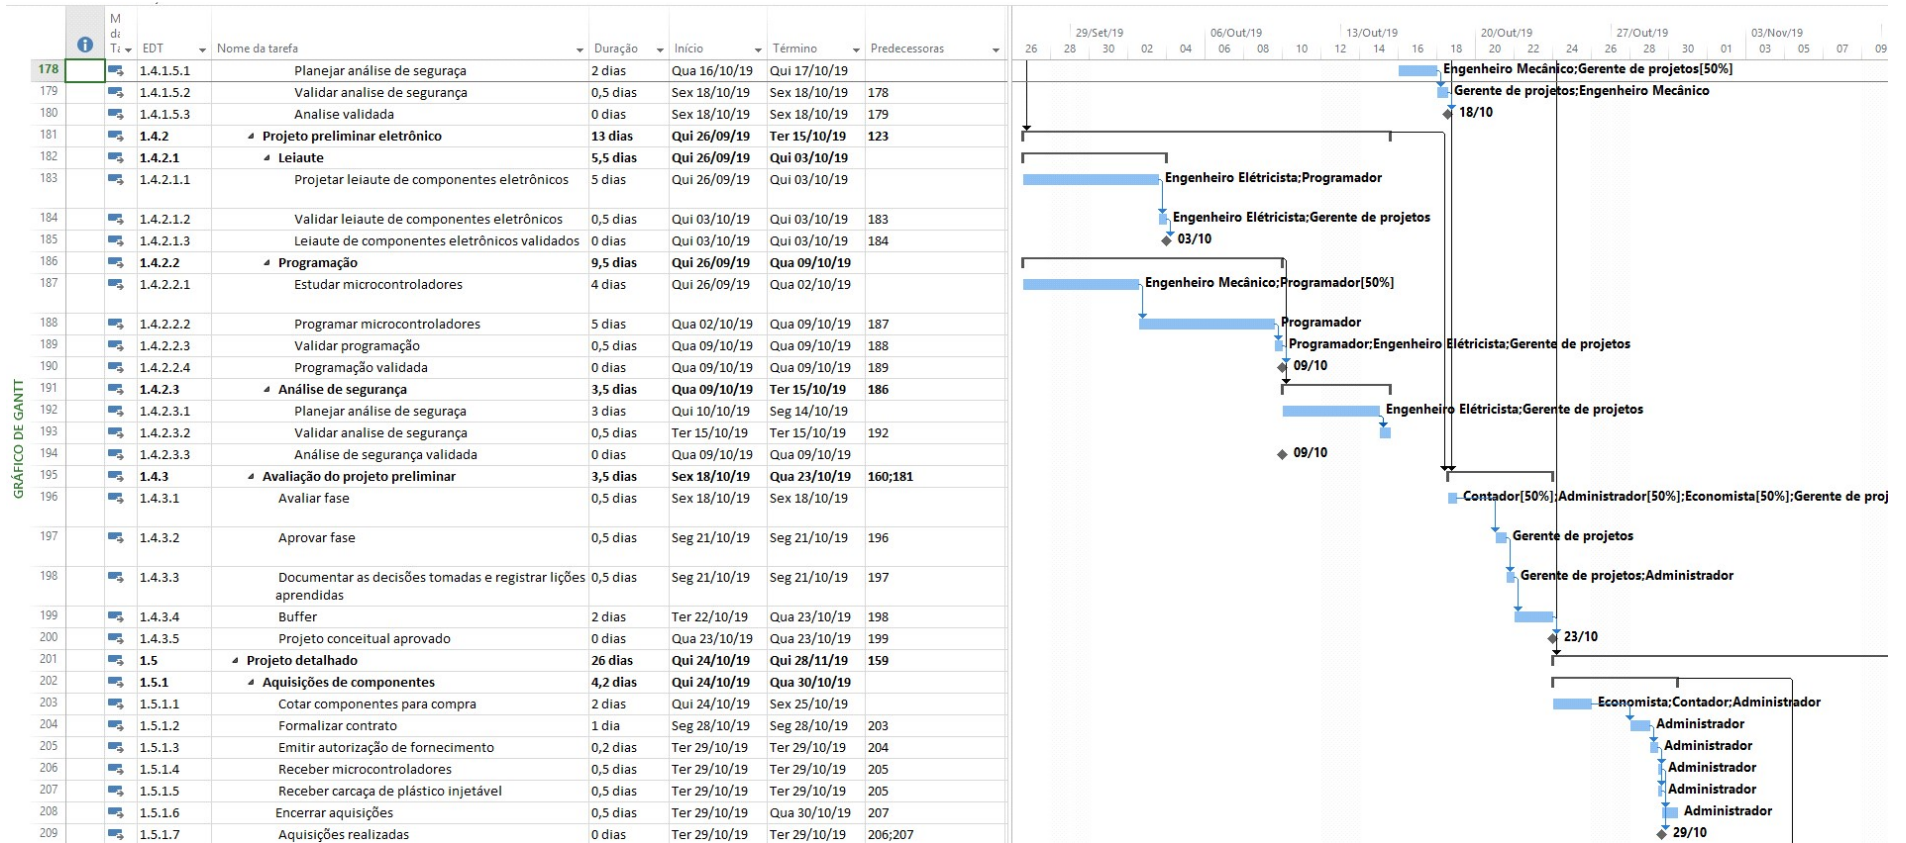 M
da
Ta EDT Nome da tarefa Duração Início Término Predecessoras
29/Set/19 06/Out/19 13/Out/19 20/Out/19 27/Out/19 03/Nov/19
26 28 30 02 04 06 08 10 12 14 16 18 20 22 24 26 28 30 01 03 05 07 09
178 1.4.1.5.1 Planejar análise de seguraça 2 dias Qua 16/10/19 Qui 17/10/19 Engenheiro Mecânico;Gerente de projetos[50%]
179 1.4.1.5.2 Validar analise de segurança 0,5 dias Sex 18/10/19 Sex 18/10/19 178 Gerente de projetos;Engenheiro Mecânico
180 1.4.1.5.3 Analise validada 0 dias Sex 18/10/19 Sex 18/10/19 179 18/10
181 1.4.2 Projeto preliminar eletrônico 13 dias Qui 26/09/19 Ter 15/10/19 123
182 1.4.2.1 Leiaute 5,5 dias Qui 26/09/19 Qui 03/10/19
183 1.4.2.1.1 Projetar leiaute de componentes eletrônicos 5 dias Qui 26/09/19 Qui 03/10/19 Engenheiro Elétricista;Programador
184 1.4.2.1.2 Validar leiaute de componentes eletrônicos 0,5 dias Qui 03/10/19 Qui 03/10/19 183 Engenheiro Elétricista;Gerente de projetos
185 1.4.2.1.3 Leiaute de componentes eletrônicos validados 0 dias Qui 03/10/19 Qui 03/10/19 184 03/10
186 1.4.2.2 Programação 9,5 dias Qui 26/09/19 Qua 09/10/19
187 1.4.2.2.1 Estudar microcontroladores 4 dias Qui 26/09/19 Qua 02/10/19 Engenheiro Mecânico;Programador[50%]
188 1.4.2.2.2 Programar microcontroladores 5 dias Qua 02/10/19 Qua 09/10/19 187 Programador
189 1.4.2.2.3 Validar programação 0,5 dias Qua 09/10/19 Qua 09/10/19 188 Programador;Engenheiro Elétricista;Gerente de projetos
190 1.4.2.2.4 Programação validada 0 dias Qua 09/10/19 Qua 09/10/19 189 09/10
191 1.4.2.3 Análise de segurança 3,5 dias Qua 09/10/19 Ter 15/10/19 186
192 1.4.2.3.1 Planejar análise de seguraça 3 dias Qui 10/10/19 Seg 14/10/19 Engenheiro Elétricista;Gerente de projetos
193 1.4.2.3.2 Validar analise de segurança 0,5 dias Ter 15/10/19 Ter 15/10/19 192
194 1.4.2.3.3 Análise de segurança validada 0 dias Qua 09/10/19 Qua 09/10/19 09/10
195 1.4.3 Avaliação do projeto preliminar 3,5 dias Sex 18/10/19 Qua 23/10/19 160;181
196 1.4.3.1 Avaliar fase 0,5 dias Sex 18/10/19 Sex 18/10/19 Contador[50%];Administrador[50%];Economista[50%];Gerente de proj
197 1.4.3.2 Aprovar fase 0,5 dias Seg 21/10/19 Seg 21/10/19 196 Gerente de projetos
198 1.4.3.3 Documentar as decisões tomadas e registrar lições 0,5 dias Seg 21/10/19 Seg 21/10/19 197 Gerente de projetos;Administrador
aprendidas
199 1.4.3.4 Buffer 2 dias Ter 22/10/19 Qua 23/10/19 198
200 1.4.3.5 Projeto conceitual aprovado 0 dias Qua 23/10/19 Qua 23/10/19 199 23/10
201 1.5 Projeto detalhado 26 dias Qui 24/10/19 Qui 28/11/19 159
202 1.5.1 Aquisições de componentes 4,2 dias Qui 24/10/19 Qua 30/10/19
203 1.5.1.1 Cotar componentes para compra 2 dias Qui 24/10/19 Sex 25/10/19 Economista;Contador;Administrador
204 1.5.1.2 Formalizar contrato 1 dia Seg 28/10/19 Seg 28/10/19 203 Administrador
205 1.5.1.3 Emitir autorização de fornecimento 0,2 dias Ter 29/10/19 Ter 29/10/19 204 Administrador
206 1.5.1.4 Receber microcontroladores 0,5 dias Ter 29/10/19 Ter 29/10/19 205 Administrador
207 1.5.1.5 Receber carcaça de plástico injetável 0,5 dias Ter 29/10/19 Ter 29/10/19 205 Administrador
208 1.5.1.6 Encerrar aquisições 0,5 dias Ter 29/10/19 Qua 30/10/19 207 Administrador
209 1.5.1.7 Aquisições realizadas 0 dias Ter 29/10/19 Ter 29/10/19 206;207 29/10
GRÁFICO DE GANTT